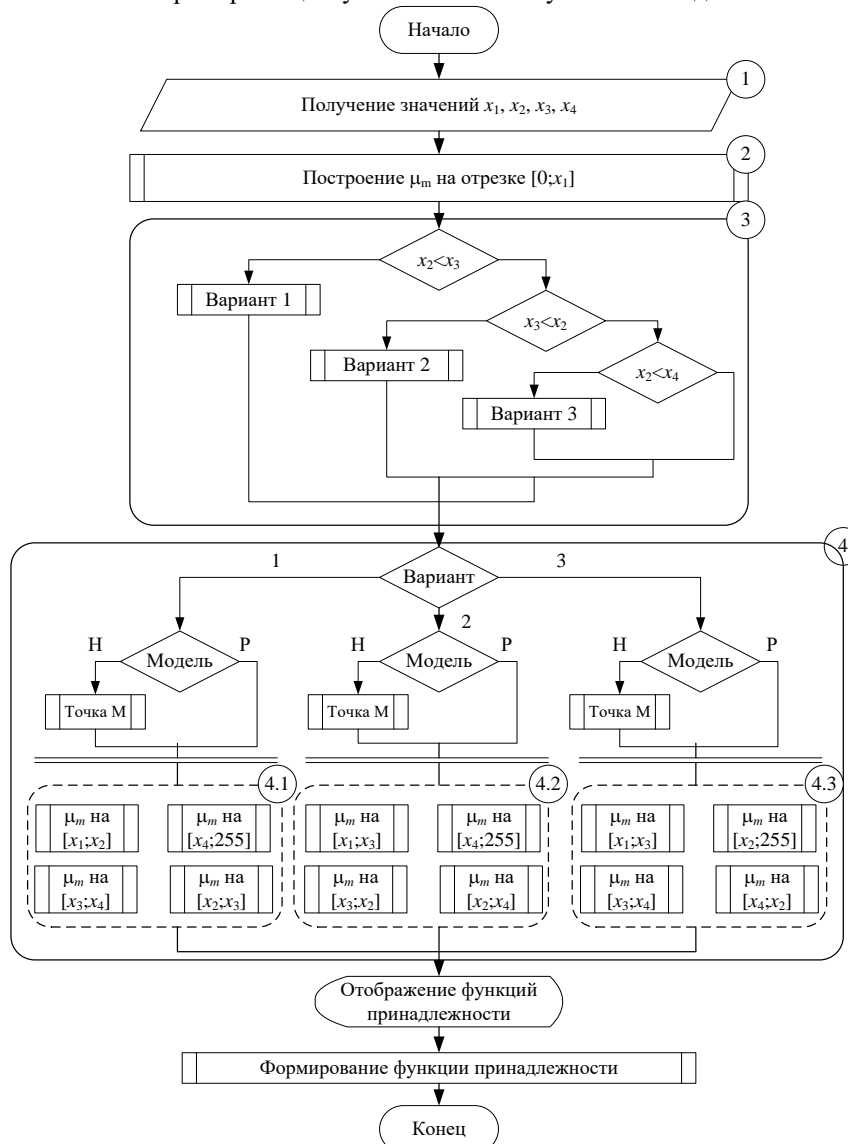 Начало
1
Получение значений x₁, x₂, x₃, x₄
2
Построение μₘ на отрезке [0;x₁]
3
x₂<x₃
Вариант 1
x₃<x₂
Вариант 2
x₂<x₄
Вариант 3
4
1
Вариант
3
2
Н
Модель
Р
Н
Модель
Р
Н
Модель
Р
Точка М
Точка М
Точка М
4.1
μₘ на
[x₁;x₂]
μₘ на
[x₄;255]
μₘ на
[x₃;x₄]
μₘ на
[x₂;x₃]
4.2
μₘ на
[x₁;x₃]
μₘ на
[x₄;255]
μₘ на
[x₃;x₂]
μₘ на
[x₂;x₄]
4.3
μₘ на
[x₁;x₃]
μₘ на
[x₂;255]
μₘ на
[x₃;x₄]
μₘ на
[x₄;x₂]
Отображение функций
принадлежности
Формирование функции принадлежности
Конец